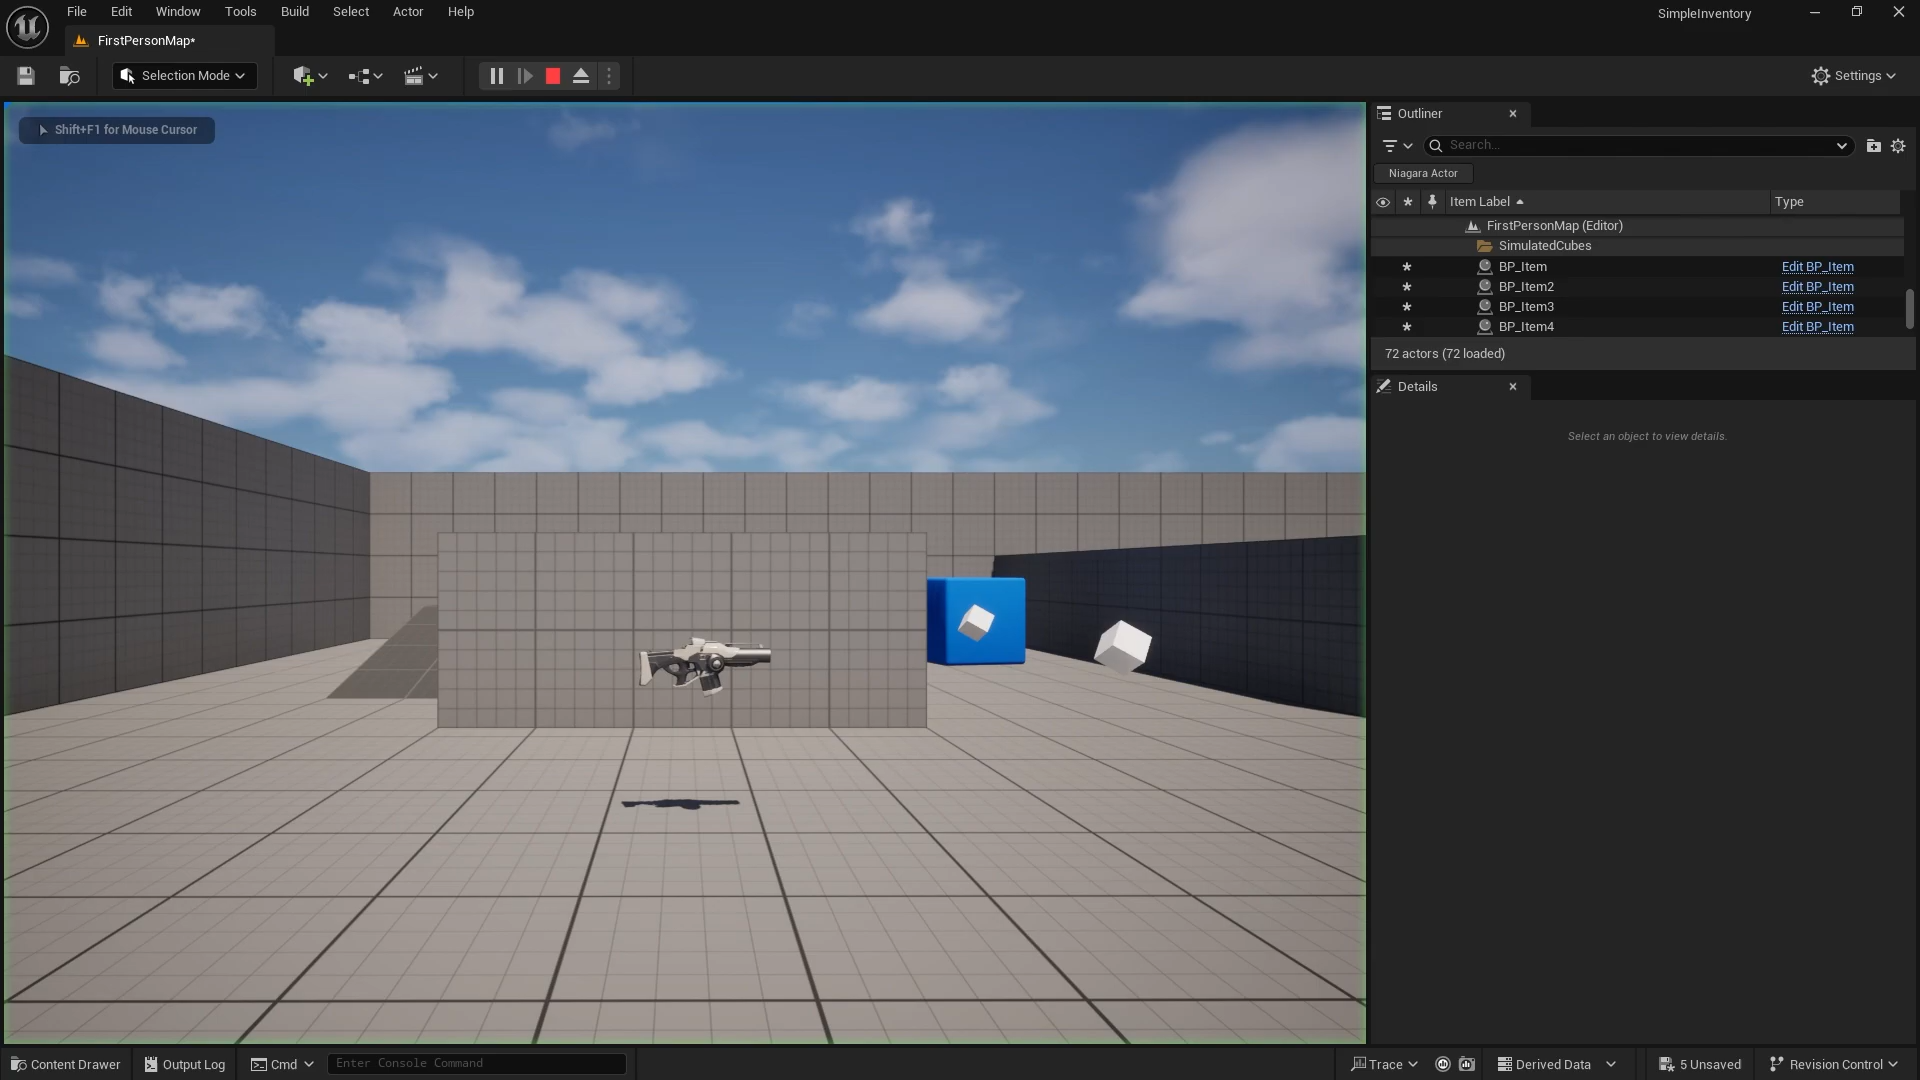 File Edit Window Tools Build Select Actor Help
SimpleInventory
FirstPersonMap*
Selection Mode
Settings
Shift+F1 for Mouse Cursor
Outliner
Search...
Niagara Actor
Item Label Type
FirstPersonMap (Editor)
SimulatedCubes
BP_Item Edit BP_Item
BP_Item2 Edit BP_Item
BP_Item3 Edit BP_Item
BP_Item4 Edit BP_Item
72 actors (72 loaded)
Details
Select an object to view details.
Content Drawer Output Log Cmd Enter Console Command Trace Derived Data 5 Unsaved Revision Control